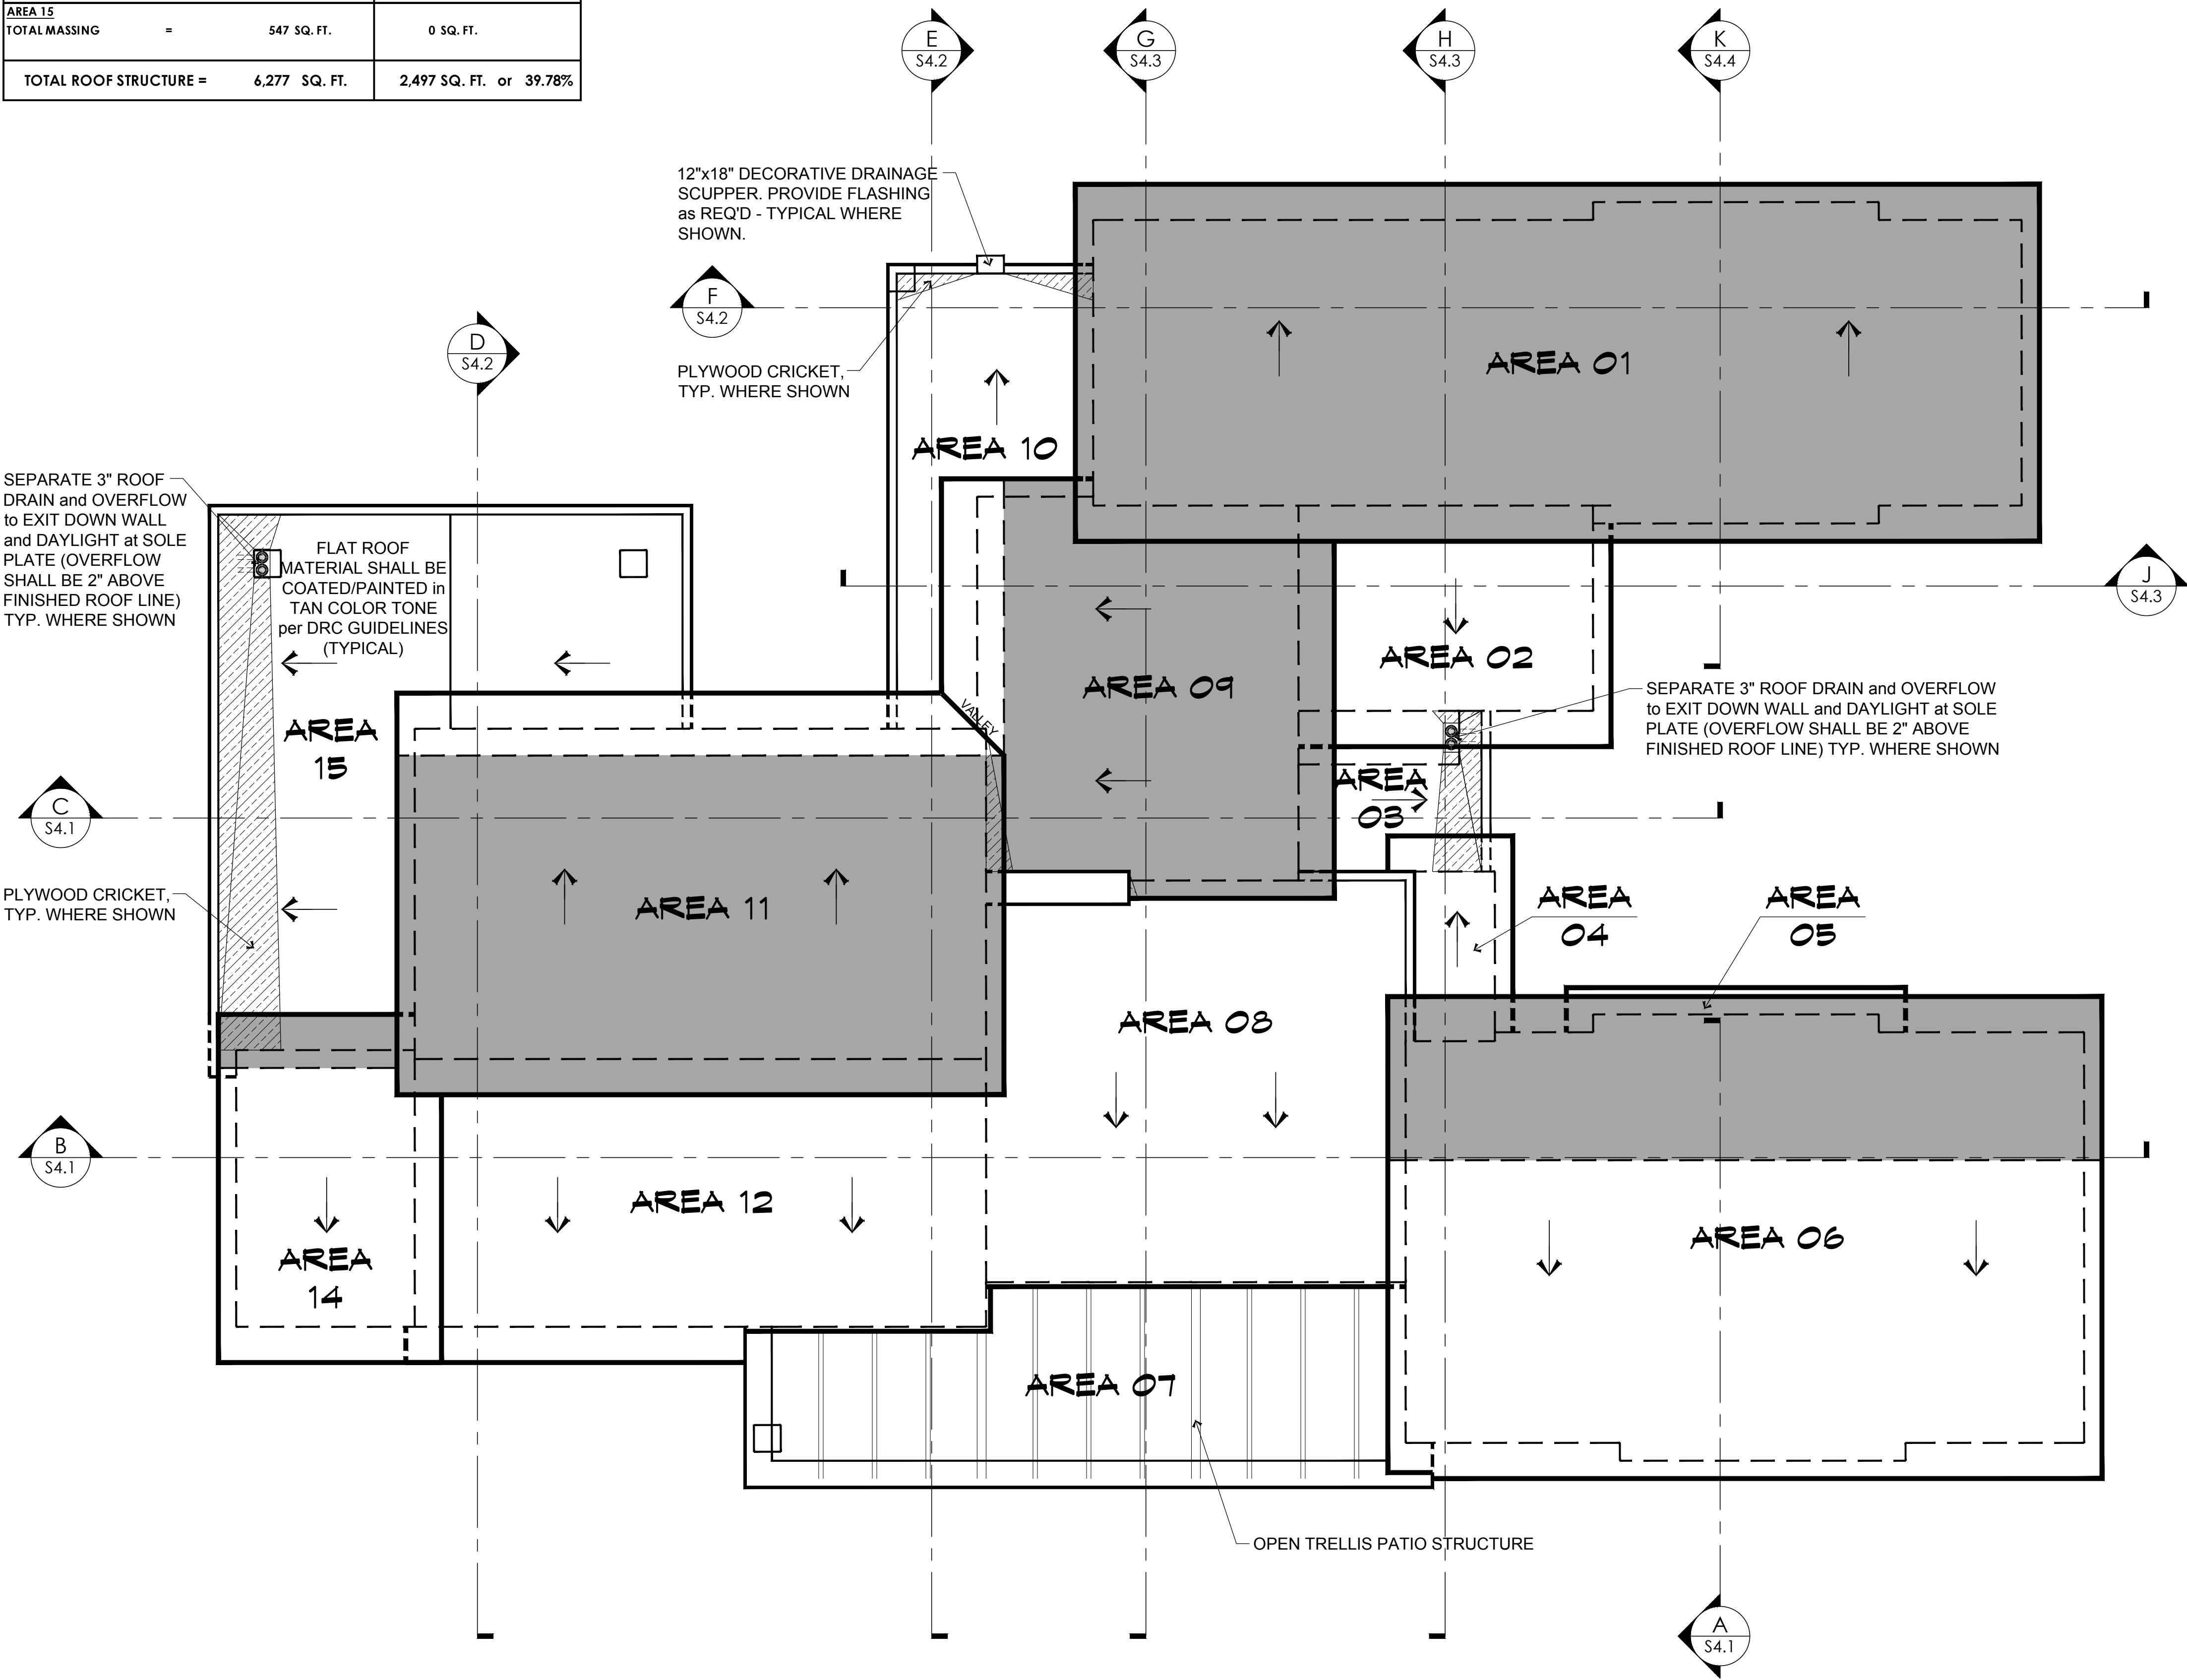 AREA 15
TOTAL MASSING = 547 SQ. FT. 0 SQ. FT.
TOTAL ROOF STRUCTURE = 6,277 SQ. FT. 2,497 SQ. FT. or 39.78%
E
S4.2
G
S4.3
H
S4.3
K
S4.4
12"x18" DECORATIVE DRAINAGE
SCUPPER. PROVIDE FLASHING
as REQ'D - TYPICAL WHERE
SHOWN.
F
S4.2
D
S4.2
PLYWOOD CRICKET,
TYP. WHERE SHOWN
AREA 01
AREA 10
SEPARATE 3" ROOF
DRAIN and OVERFLOW
to EXIT DOWN WALL
and DAYLIGHT at SOLE
PLATE (OVERFLOW
SHALL BE 2" ABOVE
FINISHED ROOF LINE)
TYP. WHERE SHOWN
FLAT ROOF
MATERIAL SHALL BE
COATED/PAINTED in
TAN COLOR TONE
per DRC GUIDELINES
(TYPICAL)
J
S4.3
AREA 02
AREA 09
SEPARATE 3" ROOF DRAIN and OVERFLOW
to EXIT DOWN WALL and DAYLIGHT at SOLE
PLATE (OVERFLOW SHALL BE 2" ABOVE
FINISHED ROOF LINE) TYP. WHERE SHOWN
VALLEY
AREA
15
AREA
03
C
S4.1
PLYWOOD CRICKET,
TYP. WHERE SHOWN
AREA 11
AREA
04
AREA
05
AREA 08
B
S4.1
AREA 12
AREA 06
AREA
14
AREA 07
OPEN TRELLIS PATIO STRUCTURE
A
S4.1